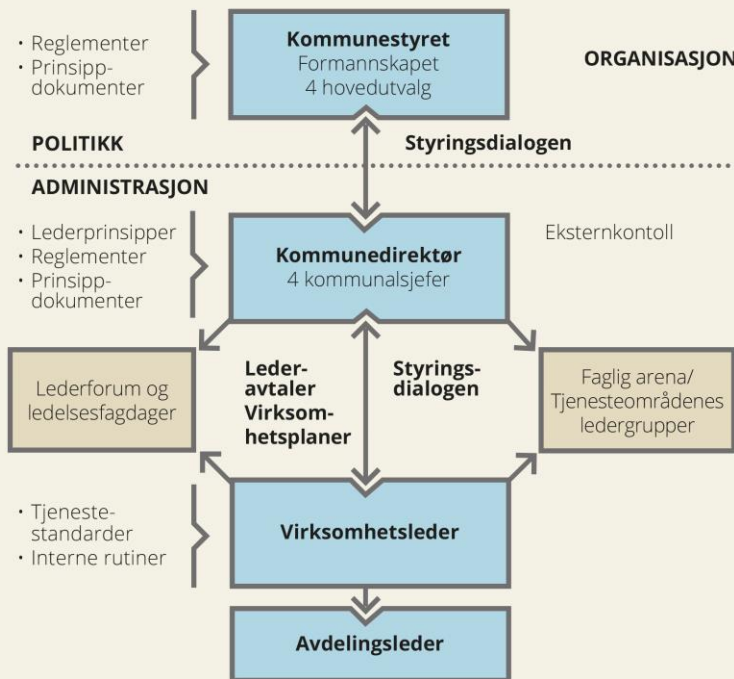 · Reglementer
· Prinsipp-
dokumenter
Kommunestyret
Formannskapet
4 hovedutvalg
ORGANISASJON
POLITIKK
Styringsdialogen
ADMINISTRASJON
· Lederprinsipper
· Reglementer
· Prinsipp-
dokumenter
Kommunedirektør
4 kommunalsjefer
Eksternkontoll
Lederforum og
ledelsesfagdager
Leder-
avtaler
Virksom-
hetsplaner
Styrings-
dialogen
Faglig arena/
Tjenesteområdenes
ledergrupper
· Tjeneste-
standarder
· Interne rutiner
Virksomhetsleder
Avdelingsleder